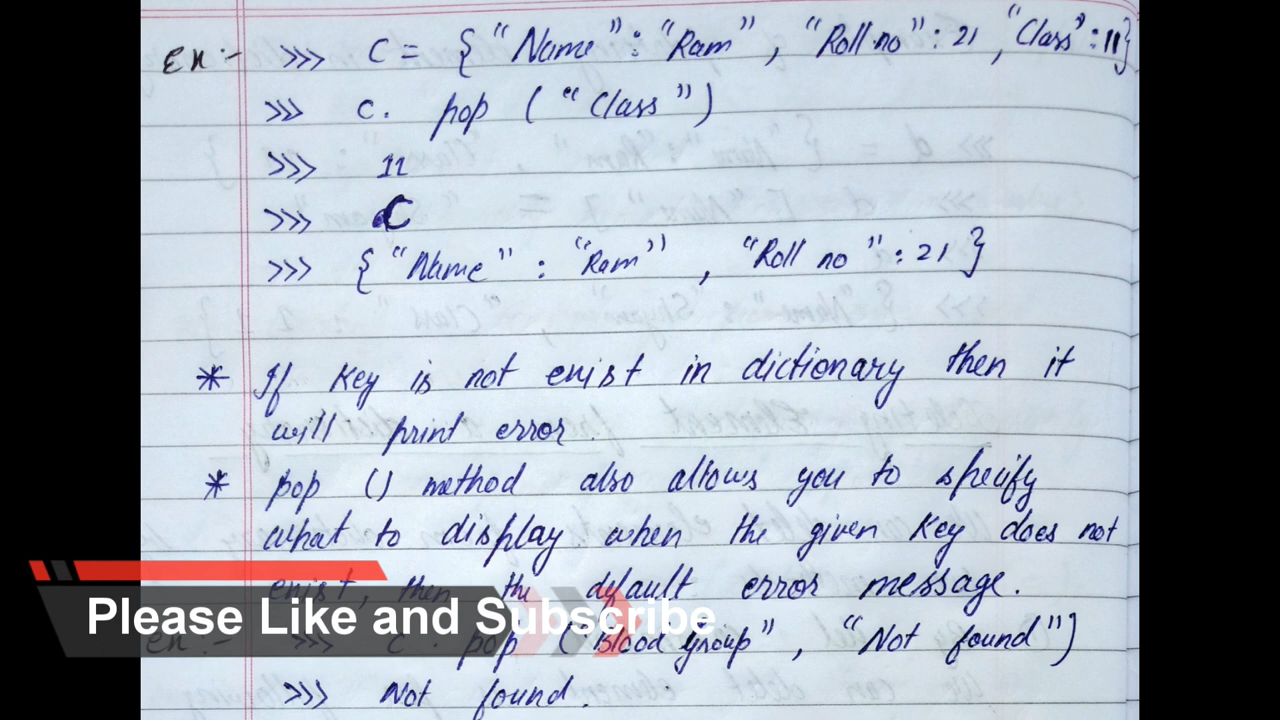 Ex :- >>> C = { "Name" : "Ram" , "Roll no" : 21 , "Class" : 11}
>>> C. pop ( "Class")
>>> 11
>>> C
>>> { "Name" : "Ram" , "Roll no" : 21 }
* If Key is not exist in dictionary then it
will print error.
* pop () method also allows you to specify
what to display when the given Key does not
exist, then the default error message.
Please Like and Subscribe
Ex :- >>> C. pop ("Blood group" , "Not found")
>>> Not found.